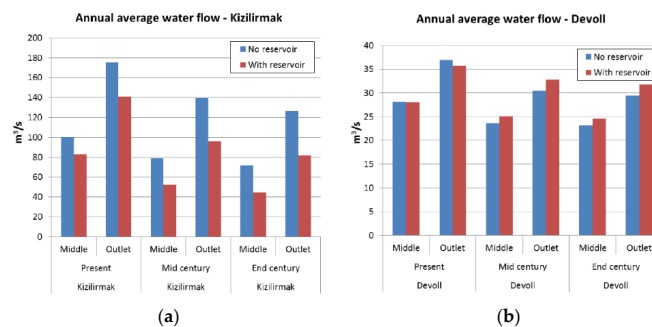 Annual average water flow - Kizilirmak
200
180
160
140
120
100
80
60
40
20
0
m³/s
No reservoir
With reservoir
Middle Outlet Middle Outlet Middle Outlet
Present Mid century End century
Kizilirmak Kizilirmak Kizilirmak
(a)
Annual average water flow - Devoll
40
35
30
25
20
15
10
5
0
m³/s
No reservoir
With reservoir
Middle Outlet Middle Outlet Middle Outlet
Present Mid century End century
Devoll Devoll Devoll
(b)